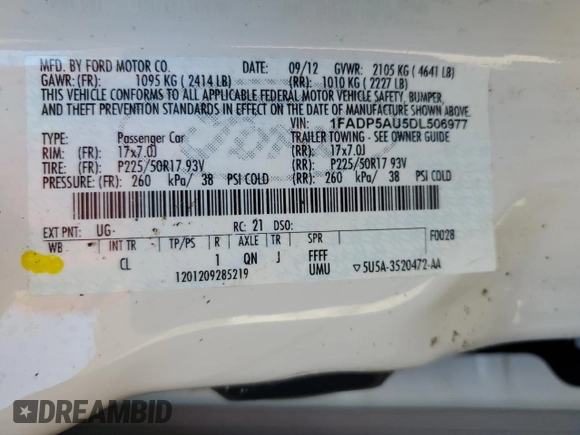 MFD. BY FORD MOTOR CO. DATE: 09/12 GVWR: 2105 KG ( 4641 LB)
GAWR: (FR): 1095 KG ( 2414 LB) (RR): 1010 KG ( 2227 LB)
THIS VEHICLE CONFORMS TO ALL APPLICABLE FEDERAL MOTOR VEHICLE SAFETY, BUMPER,
AND THEFT PREVENTION STANDARDS IN EFFECT ON THE DATE OF MANUFACTURE SHOWN ABOVE.
VIN: 1FADP5AU5DL506977
TYPE: Passenger Car TRAILER TOWING - SEE OWNER GUIDE
RIM: (FR): 17x7.0J (RR): 17x7.0J
TIRE: (FR): P225/50R17 93V (RR): P225/50R17 93V
PRESSURE: (FR): 260 kPa/ 38 PSI COLD (RR): 260 kPa/ 38 PSI COLD
EXT PNT: UG- RC: 21 DSO: F0028
WB INT TR TP/PS R AXLE TR SPR
CL 1 QN J FFFF
1201209285219 UMU ▽5U5A-3520472-AA
DREAMBID